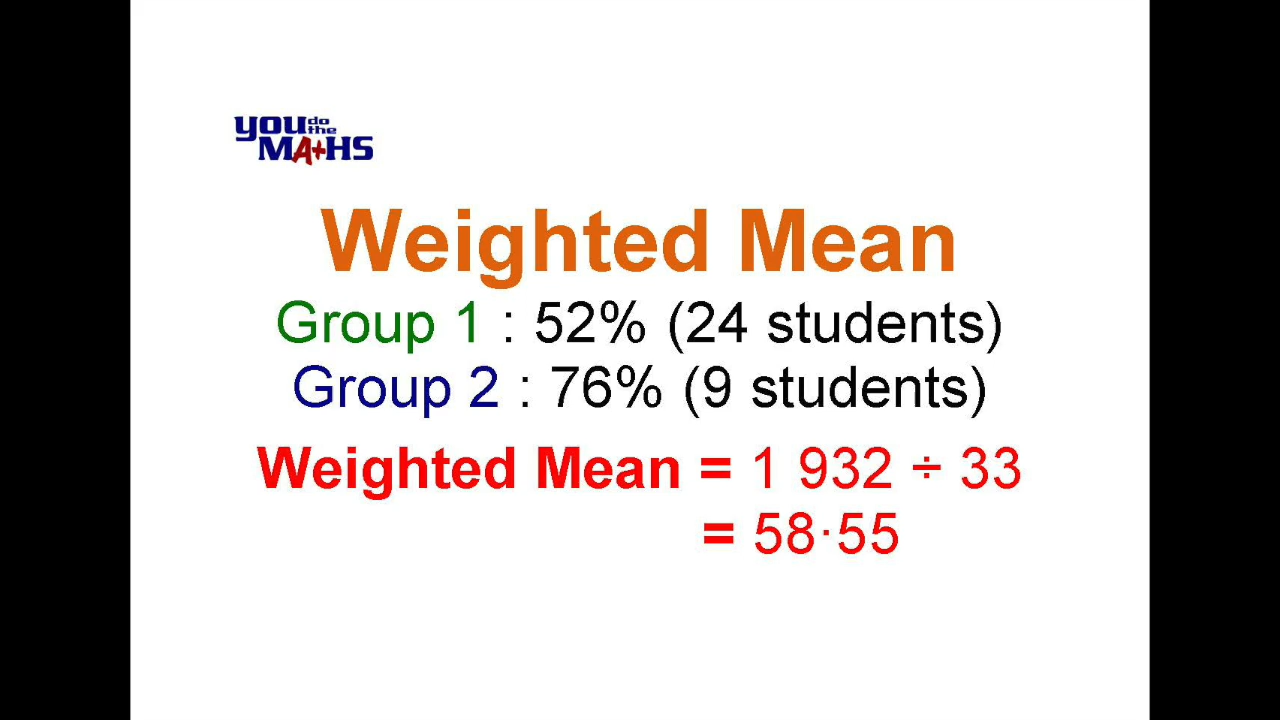 you do the
MA+HS
Weighted Mean
Group 1 : 52% (24 students)
Group 2 : 76% (9 students)
Weighted Mean = 1 932 ÷ 33
= 58·55